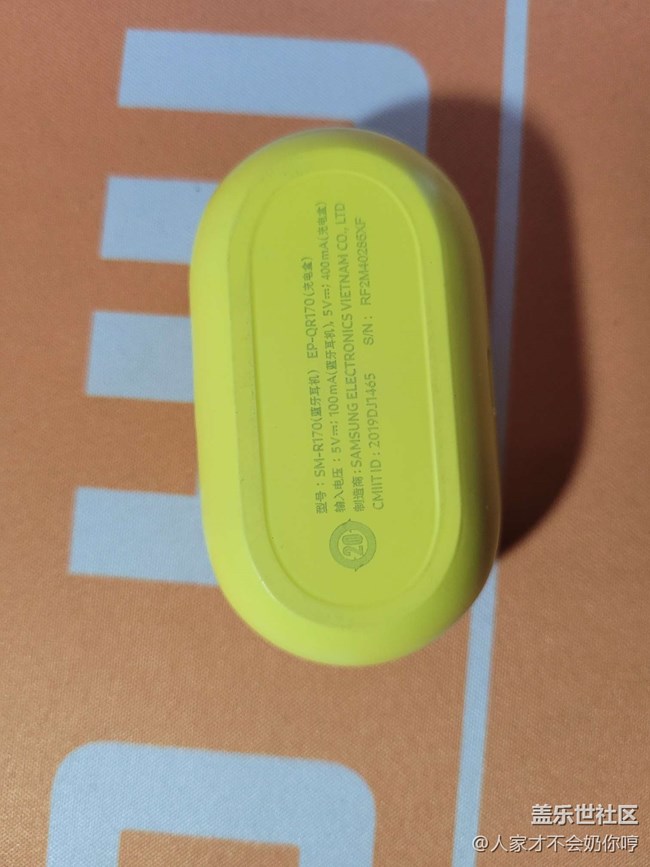 型号：SM-R170(蓝牙耳机) EP-QR170(充电盒)
输入电压：5V⎓; 100mA(蓝牙耳机), 5V⎓; 400mA(充电盒)
制造商：SAMSUNG ELECTRONICS VIETNAM CO., LTD
CMIIT ID：2019DJ1465 S/N： RF2M40285XF
20
盖乐世社区
@人家才不会奶你哼